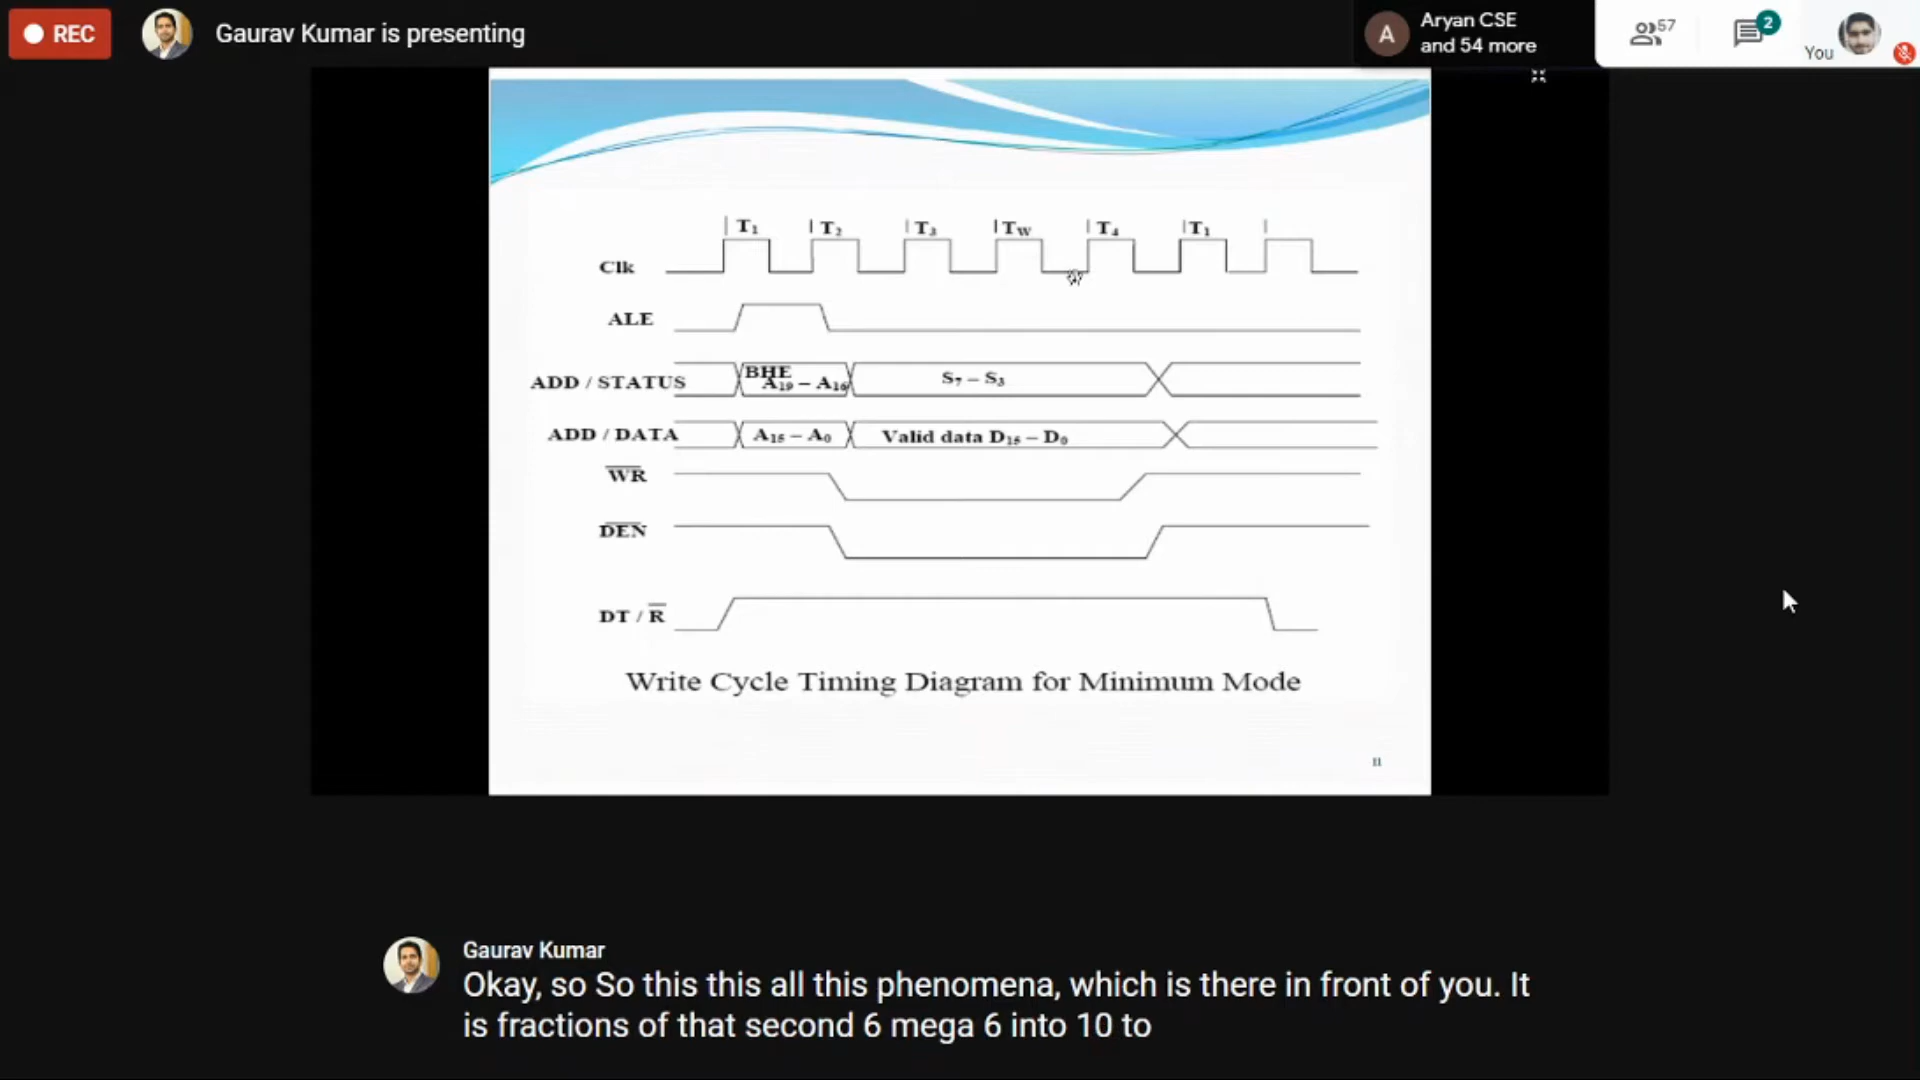 REC
Gaurav Kumar is presenting
A
Aryan CSE
and 54 more
57
2
You
T₁ T₂ T₃ Tw T₄ T₁
Clk
ALE
ADD / STATUS
BHE
A₁₉ – A₁₆
S₇ – S₃
ADD / DATA
A₁₅ – A₀
Valid data D₁₅ – D₀
W̅R̅
D̅E̅N̅
DT / R̅
Write Cycle Timing Diagram for Minimum Mode
11
Gaurav Kumar
Okay, so So this this all this phenomena, which is there in front of you. It
is fractions of that second 6 mega 6 into 10 to